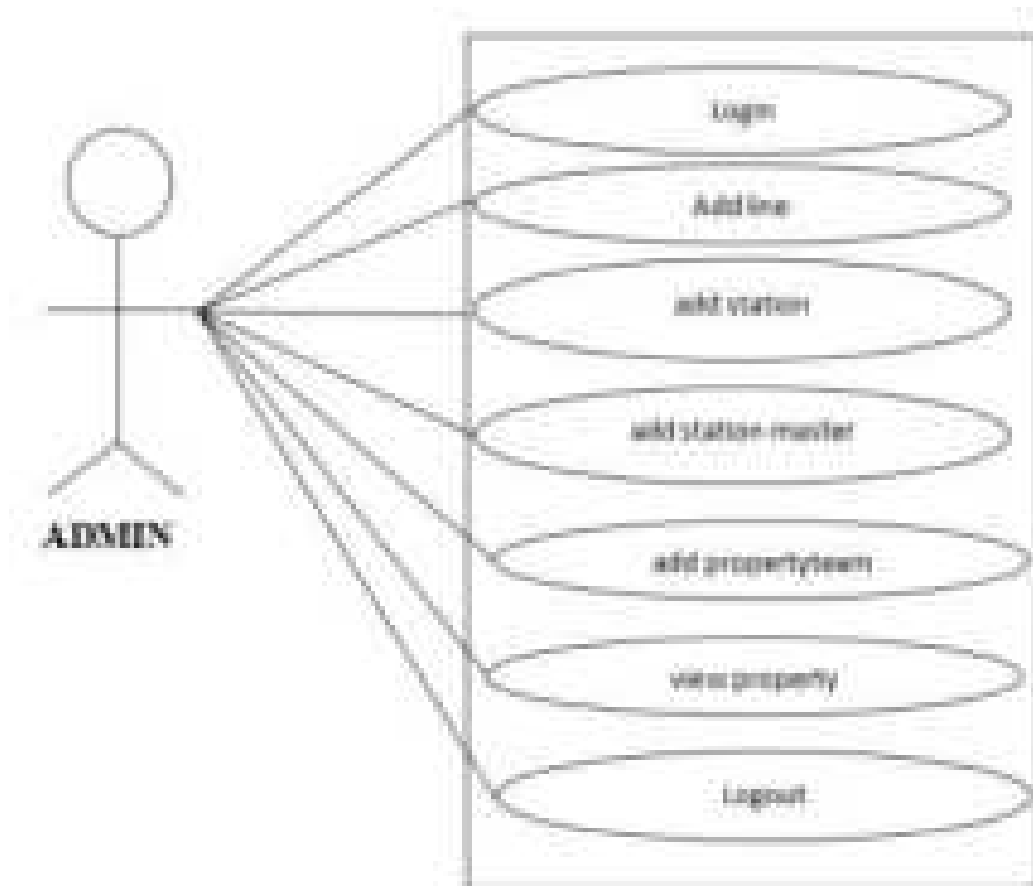 Login
Add line
add station
add station master
add propertyteam
view property
Logout
ADMIN